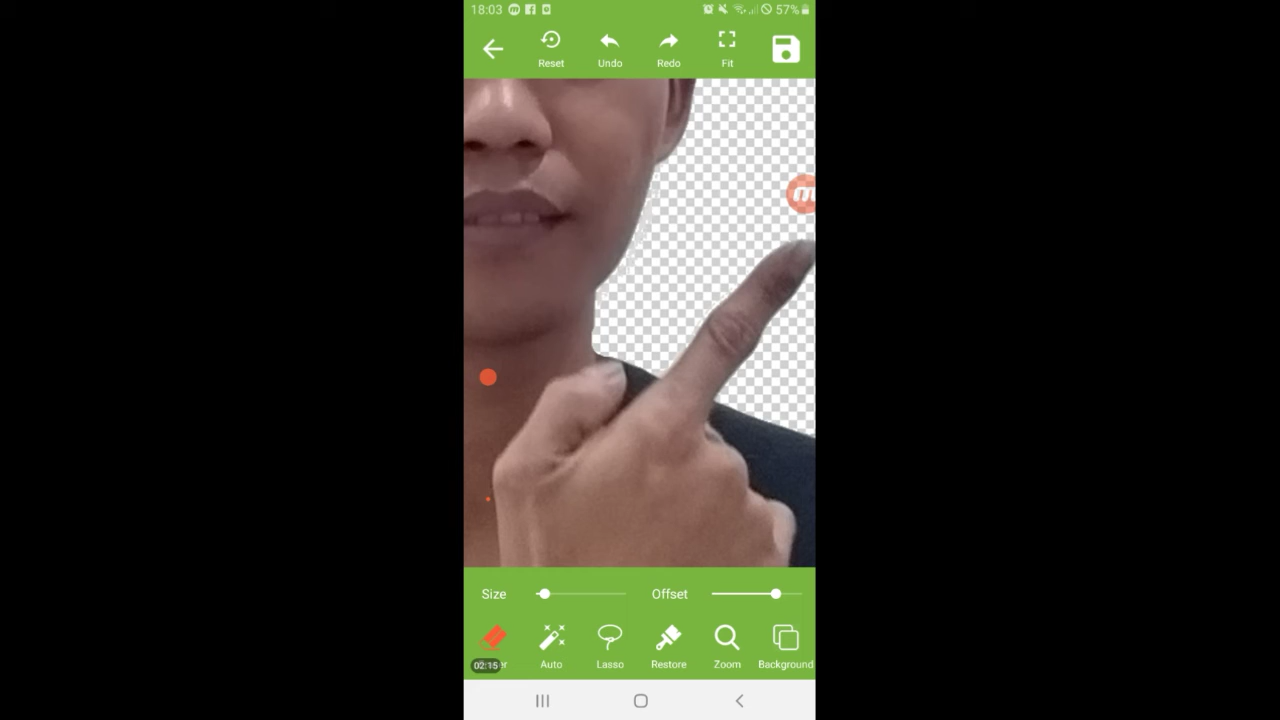 18:03
57%
Reset Undo Redo Fit
m
Size Offset
02:15
Auto Lasso Restore Zoom Background